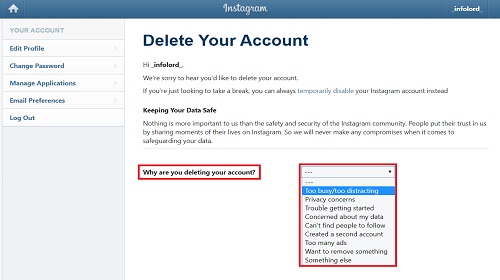 Instagram
_infolord_
YOUR ACCOUNT
Edit Profile
Change Password
Manage Applications
Email Preferences
Log Out
Delete Your Account
Hi _infolord_,
We're sorry to hear you'd like to delete your account.
If you're just looking to take a break, you can always temporarily disable your Instagram account instead
Keeping Your Data Safe
Nothing is more important to us than the safety and security of the Instagram community. People put their trust in us
by sharing moments of their lives on Instagram. So we will never make any compromises when it comes to
safeguarding your data.
Why are you deleting your account?
---
---
Too busy/too distracting
Privacy concerns
Trouble getting started
Concerned about my data
Can't find people to follow
Created a second account
Too many ads
Want to remove something
Something else